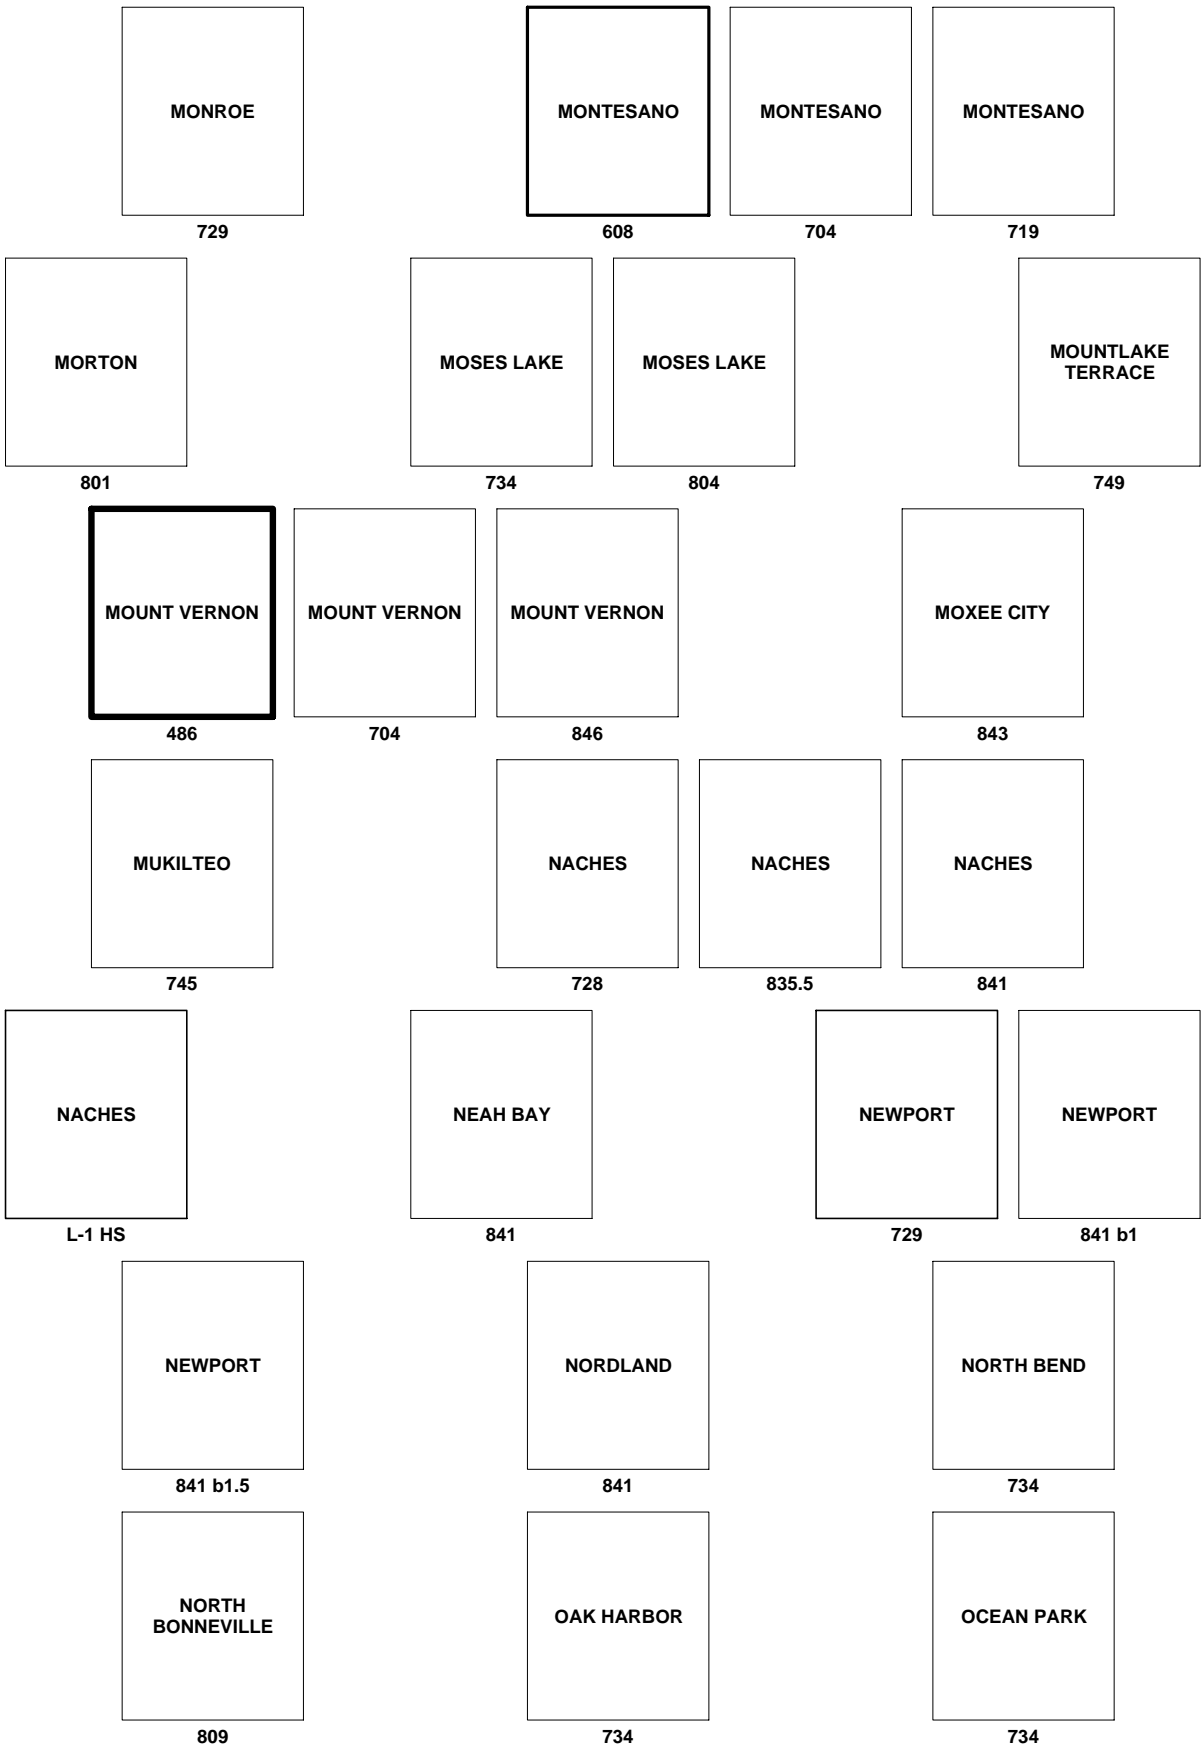 MONROE
MONTESANO
MONTESANO
MONTESANO
729
608
704
719
MORTON
MOSES LAKE
MOSES LAKE
MOUNTLAKE
TERRACE
801
734
804
749
MOUNT VERNON
MOUNT VERNON
MOUNT VERNON
MOXEE CITY
486
704
846
843
MUKILTEO
NACHES
NACHES
NACHES
745
728
835.5
841
NACHES
NEAH BAY
NEWPORT
NEWPORT
L-1 HS
841
729
841 b1
NEWPORT
NORDLAND
NORTH BEND
841 b1.5
841
734
NORTH
BONNEVILLE
OAK HARBOR
OCEAN PARK
809
734
734